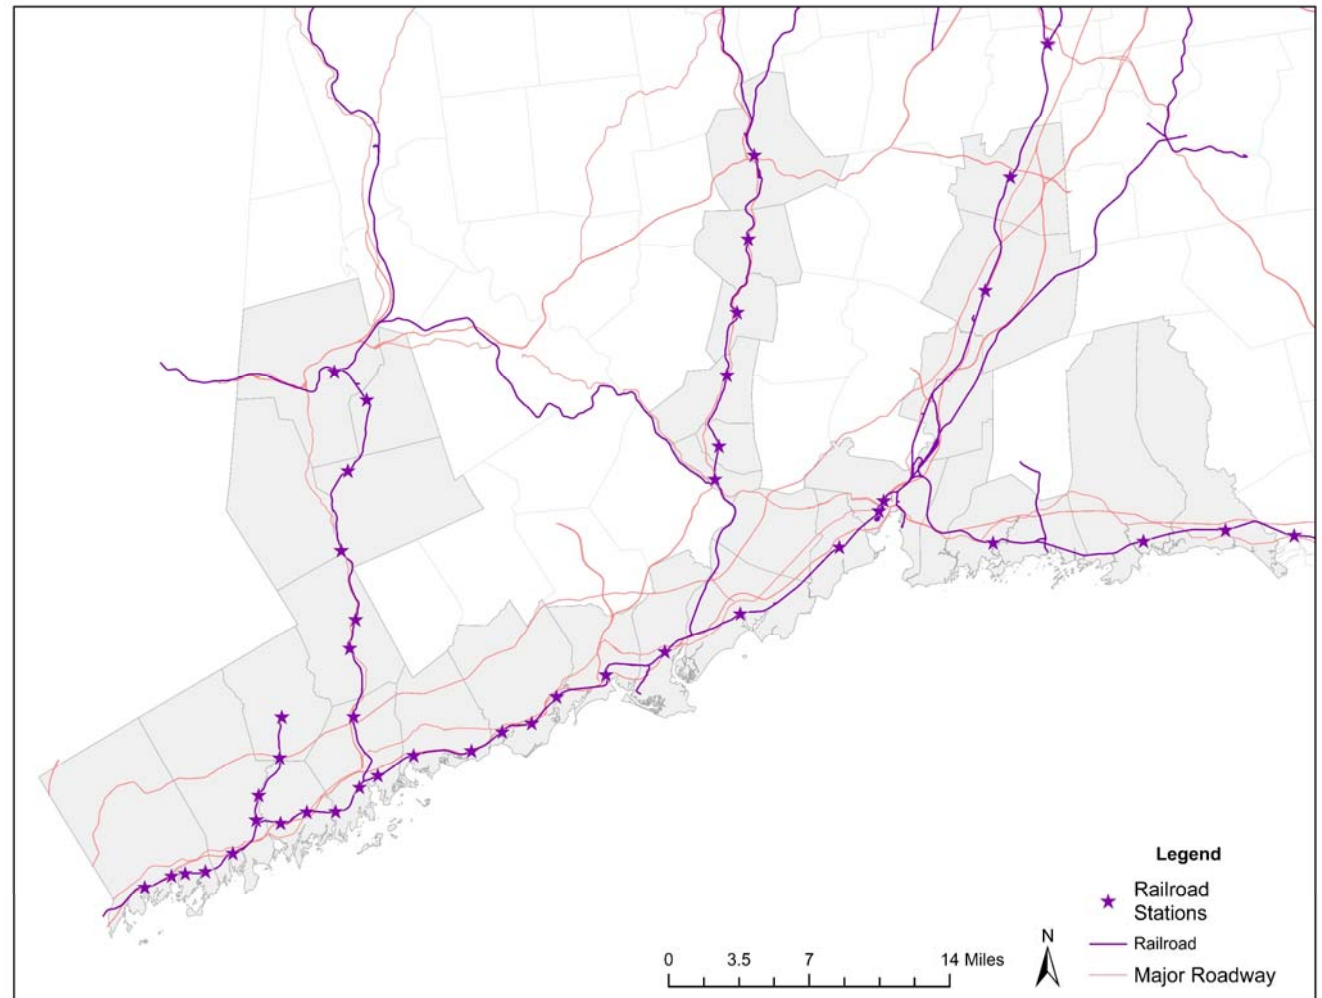 Legend
Railroad
Stations
Railroad
Major Roadway
N
0 3.5 7 14 Miles